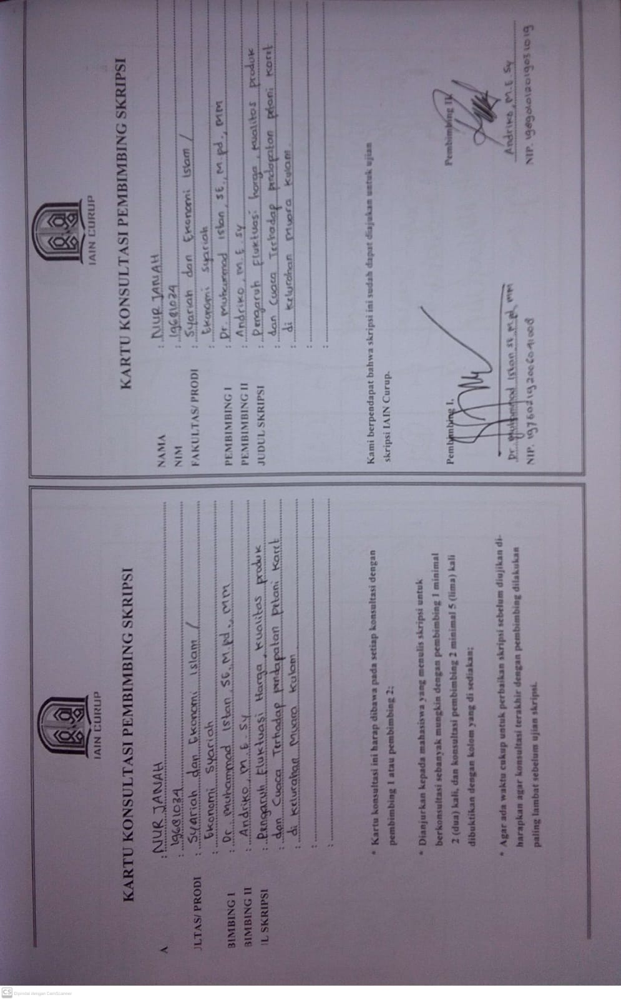 IAIN CURUP
KARTU KONSULTASI PEMBIMBING SKRIPSI
A : NUR JANAH
: 19681034
JLTAS/ PRODI : Syariah dan Ekonomi Islam /
: Ekonomi Syariah
BIMBING I : Dr. Muhammad Istan, SE., M.pd., MM
BIMBING II : Andriko, M.E.Sy
IL SKRIPSI : Pengaruh Fluktuasi Harga, Kualitas produk
: dan Cuaca Terhadap pendapatan petani Karet
: di Kelurahan Muara Kulam.
:
:
* Kartu konsultasi ini harap dibawa pada setiap konsultasi dengan
pembimbing 1 atau pembimbing 2;
* Dianjurkan kepada mahasiswa yang menulis skripsi untuk
berkonsultasi sebanyak mungkin dengan pembimbing 1 minimal
2 (dua) kali, dan konsultasi pembimbing 2 minimal 5 (lima) kali
dibuktikan dengan kolom yang di sediakan;
* Agar ada waktu cukup untuk perbaikan skripsi sebelum diujikan di-
harapkan agar konsultasi terakhir dengan pembimbing dilakukan
paling lambat sebelum ujian skripsi.
IAIN CURUP
KARTU KONSULTASI PEMBIMBING SKRIPSI
NAMA : NUR JANAH
NIM : 19681034
FAKULTAS/ PRODI : Syariah dan Ekonomi Islam /
: Ekonomi Syariah
PEMBIMBING I : Dr. Muhammad Istan, SE., M.pd., MM
PEMBIMBING II : Andriko, M.E.Sy
JUDUL SKRIPSI : Pengaruh Fluktuasi harga, kualitas produk
: dan Cuaca Terhadap pendapatan petani Karet
: di Kelurahan Muara Kulam.
:
:
Kami berpendapat bahwa skripsi ini sudah dapat diajukan untuk ujian
skripsi IAIN Curup.
Pembimbing I, Pembimbing II,
Dr. Muhammad Istan SE, M.pd, MM Andriko, M.E.Sy
NIP. 197502192006041008 NIP. 198901012019031019
CS Dipindai dengan CamScanner